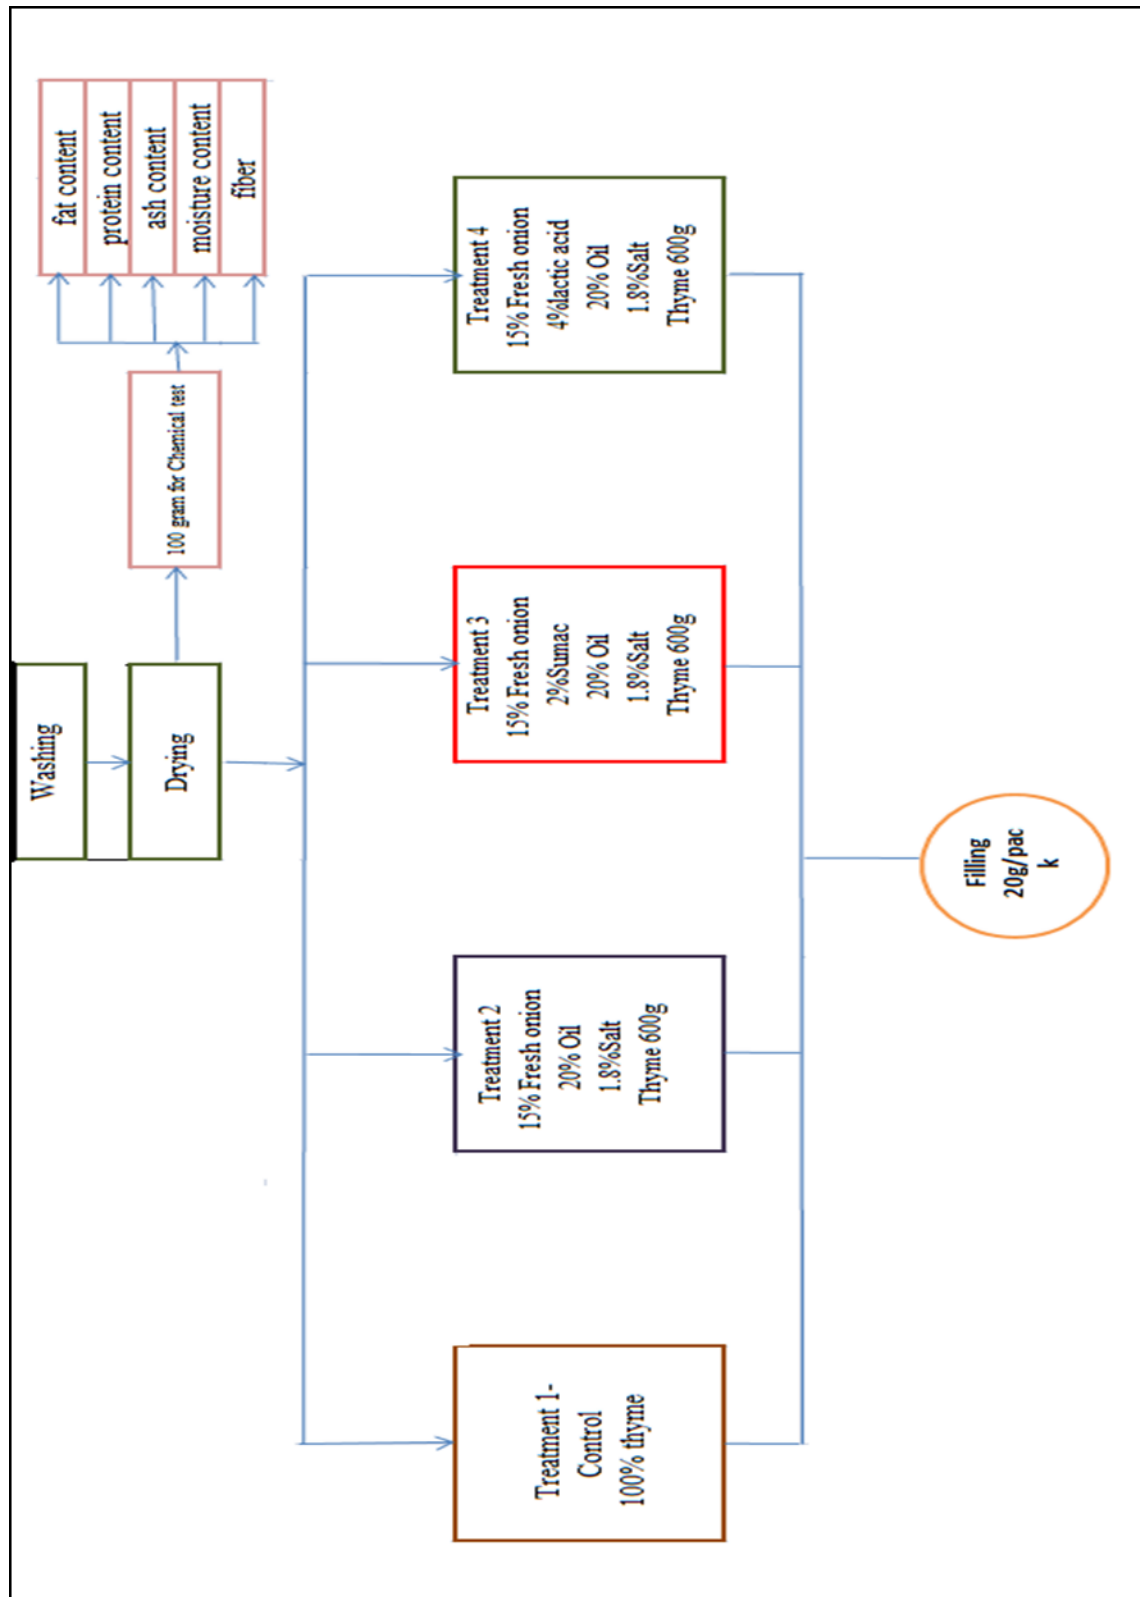 Washing
Drying
100 gram for Chemical test
fat content
protein content
ash content
moisture content
fiber
Treatment 1-
Control
100% thyme
Treatment 2
15% Fresh onion
20% Oil
1.8%Salt
Thyme 600g
Treatment 3
15% Fresh onion
2%Sumac
20% Oil
1.8%Salt
Thyme 600g
Treatment 4
15% Fresh onion
4%lactic acid
20% Oil
1.8%Salt
Thyme 600g
Filling
20g/pac
k